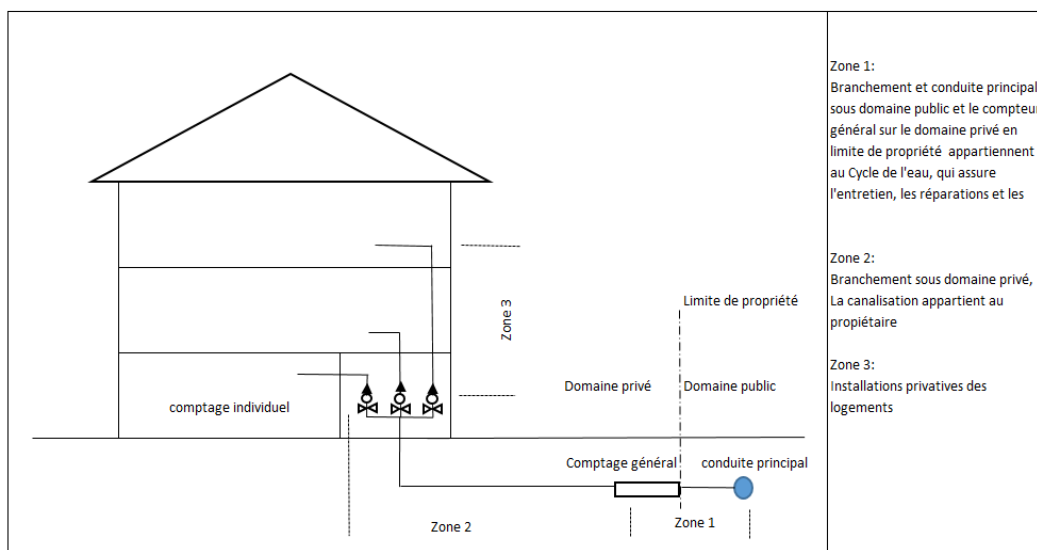 Zone 1:
Branchement et conduite principal
sous domaine public et le compteur
général sur le domaine privé en
limite de propriété appartiennent
au Cycle de l'eau, qui assure
l'entretien, les réparations et les
Zone 2:
Branchement sous domaine privé,
La canalisation appartient au
propiétaire
Zone 3:
Installations privatives des
logements
Limite de propriété
Zone 3
Domaine privé
Domaine public
comptage individuel
Comptage général
conduite principal
Zone 2
Zone 1